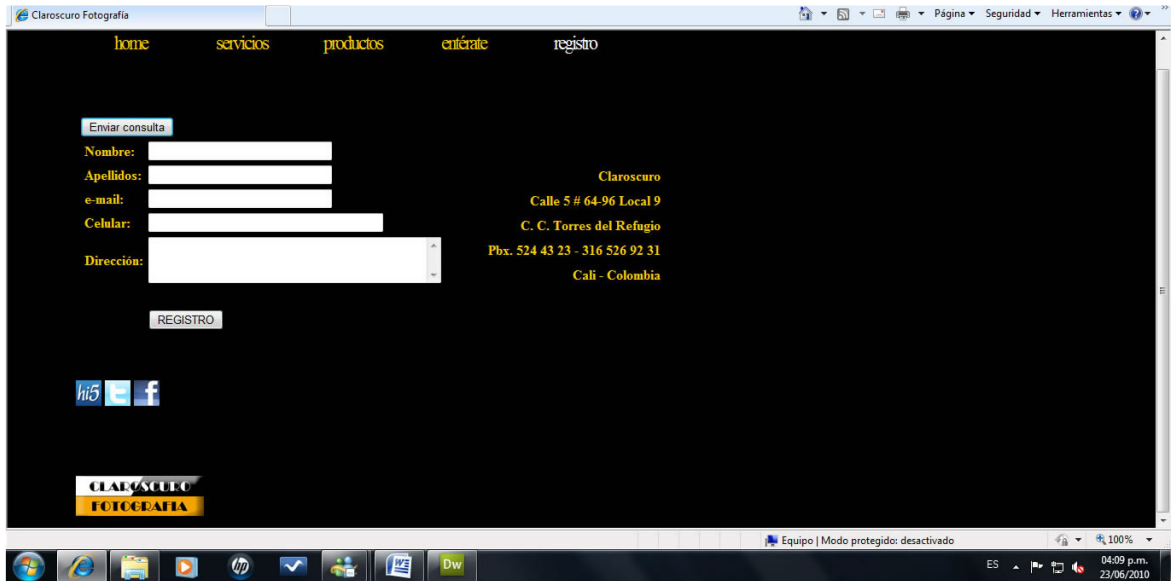 Claroscuro Fotografía
Página Seguridad Herramientas
home servicios productos entérate registro
Enviar consulta
Nombre:
Apellidos:
e-mail:
Celular:
Dirección:
REGISTRO
Claroscuro
Calle 5 # 64-96 Local 9
C. C. Torres del Refugio
Pbx. 524 43 23 - 316 526 92 31
Cali - Colombia
hi5 t f
CLAROSCURO
FOTOGRAFIA
Equipo | Modo protegido: desactivado 100%
hp W Dw ES 04:09 p.m.
23/06/2010